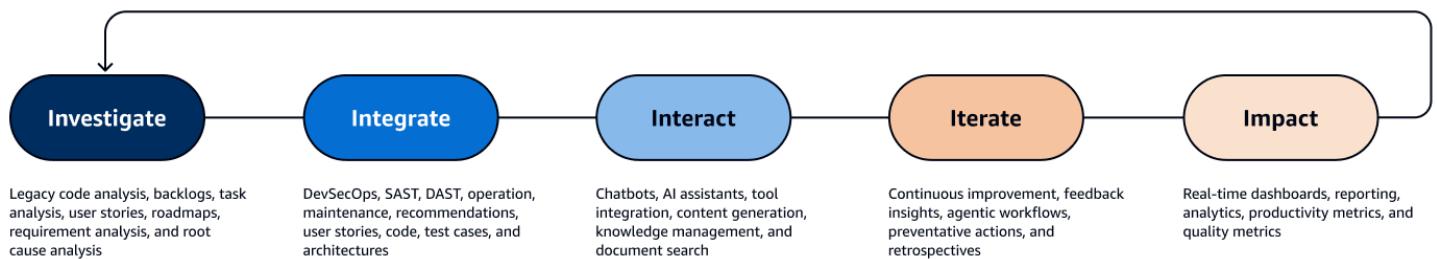 Investigate
Integrate
Interact
Iterate
Impact
Legacy code analysis, backlogs, task
analysis, user stories, roadmaps,
requirement analysis, and root
cause analysis
DevSecOps, SAST, DAST, operation,
maintenance, recommendations,
user stories, code, test cases, and
architectures
Chatbots, AI assistants, tool
integration, content generation,
knowledge management, and
document search
Continuous improvement, feedback
insights, agentic workflows,
preventative actions, and
retrospectives
Real-time dashboards, reporting,
analytics, productivity metrics, and
quality metrics